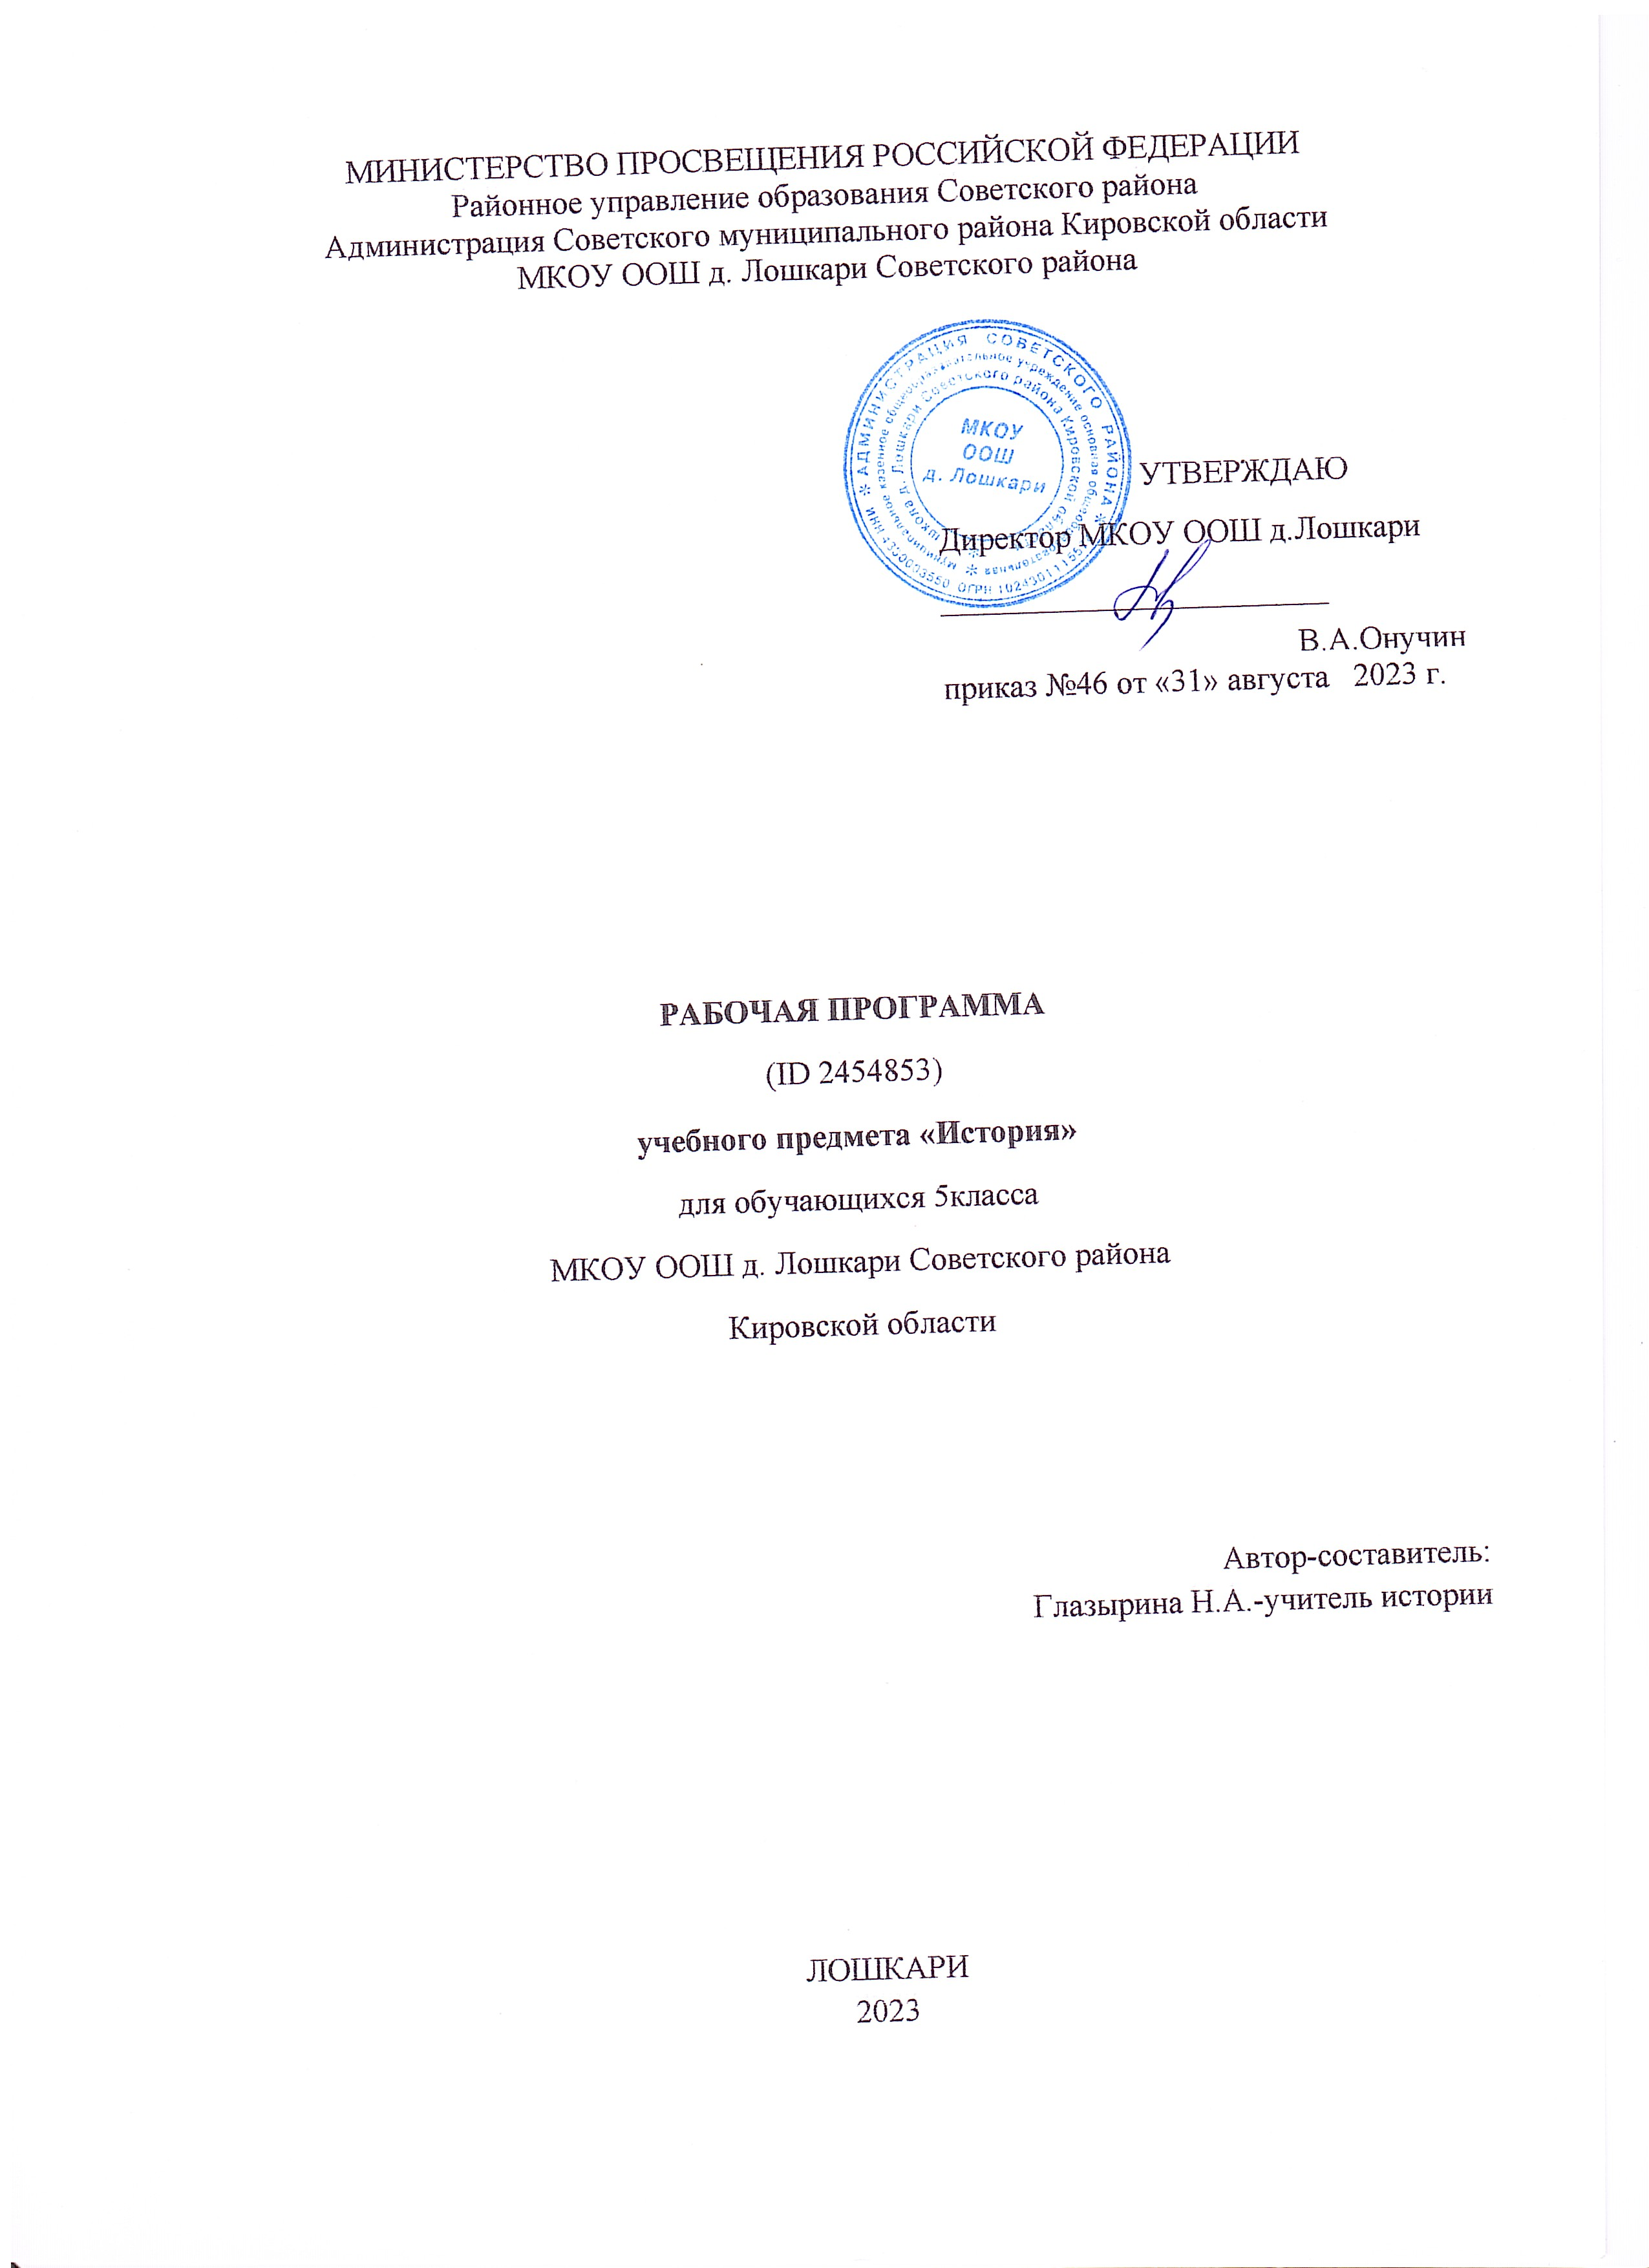 МИНИСТЕРСТВО ПРОСВЕЩЕНИЯ РОССИЙСКОЙ ФЕДЕРАЦИИ
Районное управление образования Советского района
Администрация Советского муниципального района Кировской области
МКОУ ООШ д. Лошкари Советского района
АДМИНИСТРАЦИЯ СОВЕТСКОГО РАЙОНА
МКОУ
ООШ
д. Лошкари
УТВЕРЖДАЮ
Директор МКОУ ООШ д.Лошкари
В.А.Онучин
приказ №46 от «31» августа 2023 г.
РАБОЧАЯ ПРОГРАММА
(ID 2454853)
учебного предмета «История»
для обучающихся 5класса
МКОУ ООШ д. Лошкари Советского района
Кировской области
Автор-составитель:
Глазырина Н.А.-учитель истории
ЛОШКАРИ
2023